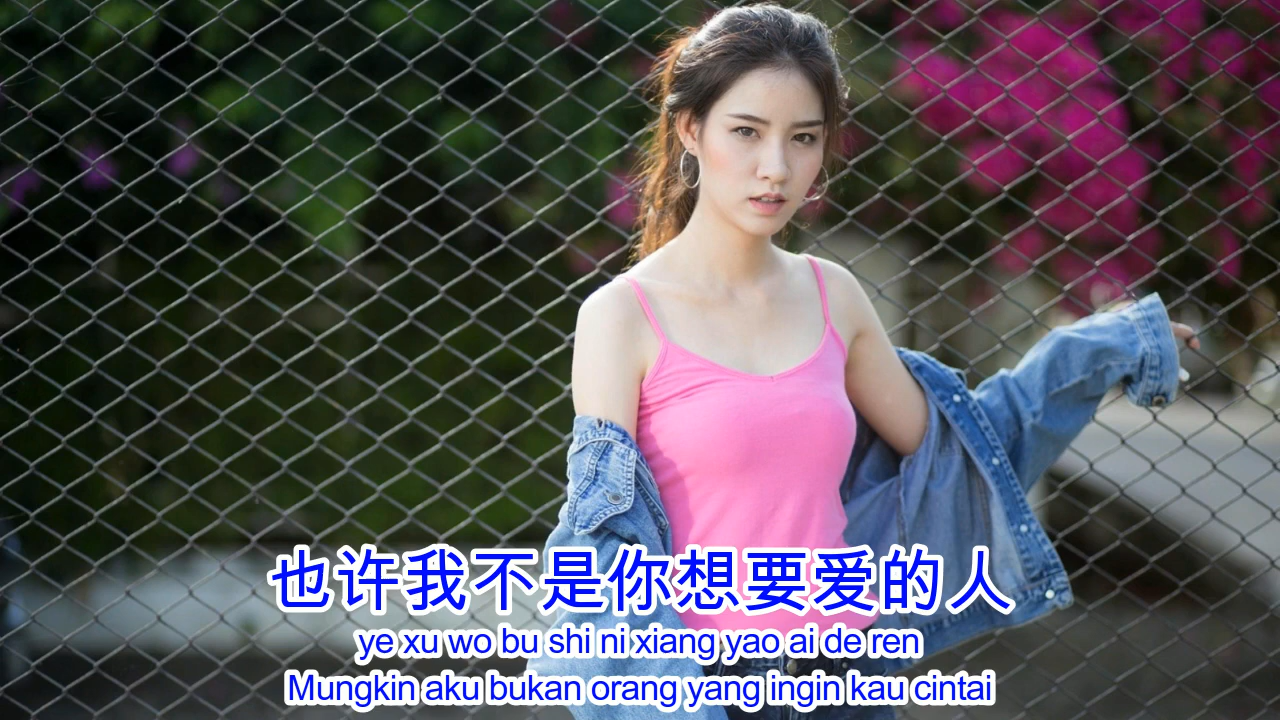 也许我不是你想要爱的人
ye xu wo bu shi ni xiang yao ai de ren
Mungkin aku bukan orang yang ingin kau cintai